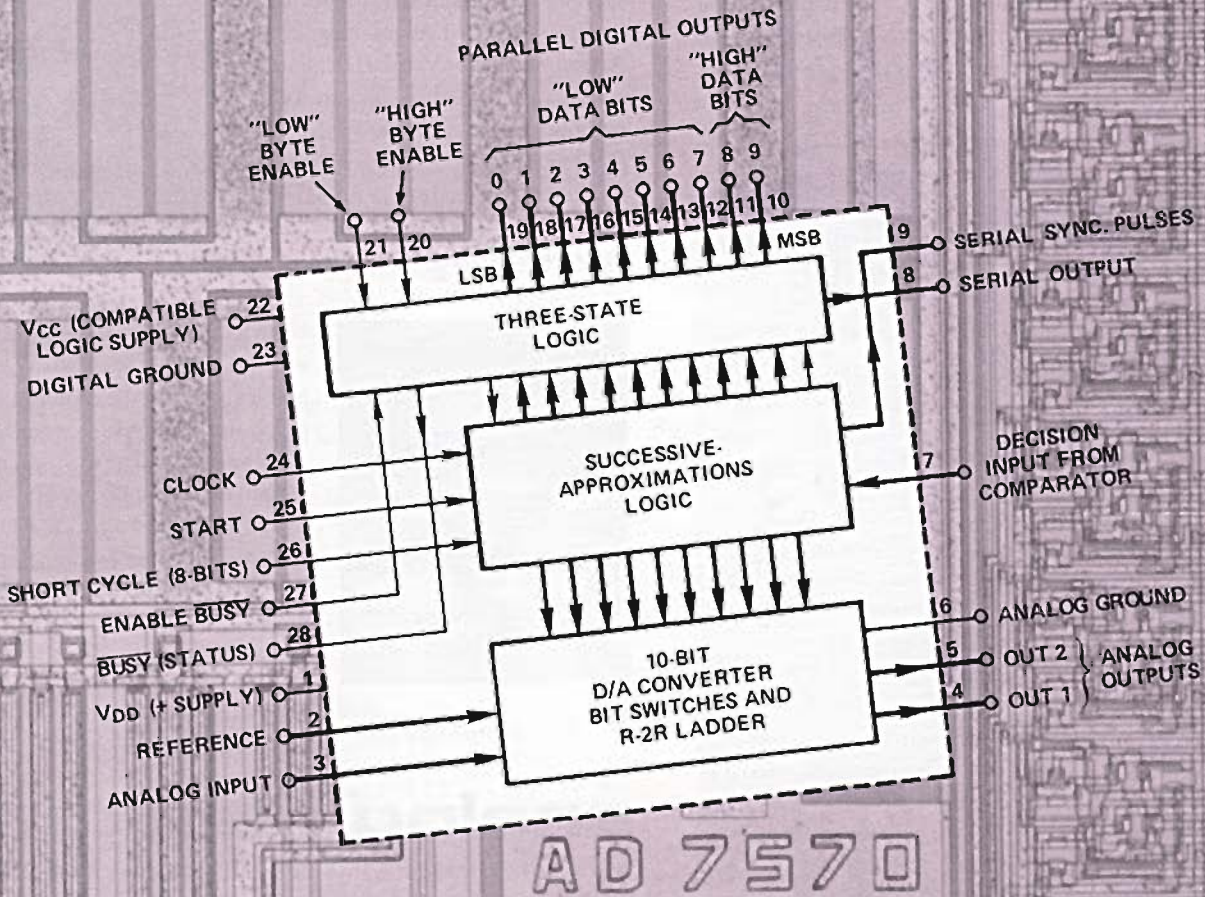 PARALLEL DIGITAL OUTPUTS
"LOW"
BYTE
ENABLE
"HIGH"
BYTE
ENABLE
"LOW"
DATA BITS
"HIGH"
DATA
BITS
0 1 2 3 4 5 6 7 8 9
21 20 19 18 17 16 15 14 13 12 11 10
LSB
MSB
THREE-STATE
LOGIC
9 SERIAL SYNC. PULSES
8 SERIAL OUTPUT
VCC (COMPATIBLE
LOGIC SUPPLY) 22
DIGITAL GROUND 23
CLOCK 24
START 25
SHORT CYCLE (8-BITS) 26
ENABLE BUSY 27
BUSY (STATUS) 28
VDD (+ SUPPLY) 1
REFERENCE 2
ANALOG INPUT 3
SUCCESSIVE-
APPROXIMATIONS
LOGIC
7 DECISION
INPUT FROM
COMPARATOR
10-BIT
D/A CONVERTER
BIT SWITCHES AND
R-2R LADDER
6 ANALOG GROUND
5 OUT 2
4 OUT 1
ANALOG
OUTPUTS
AD 7570